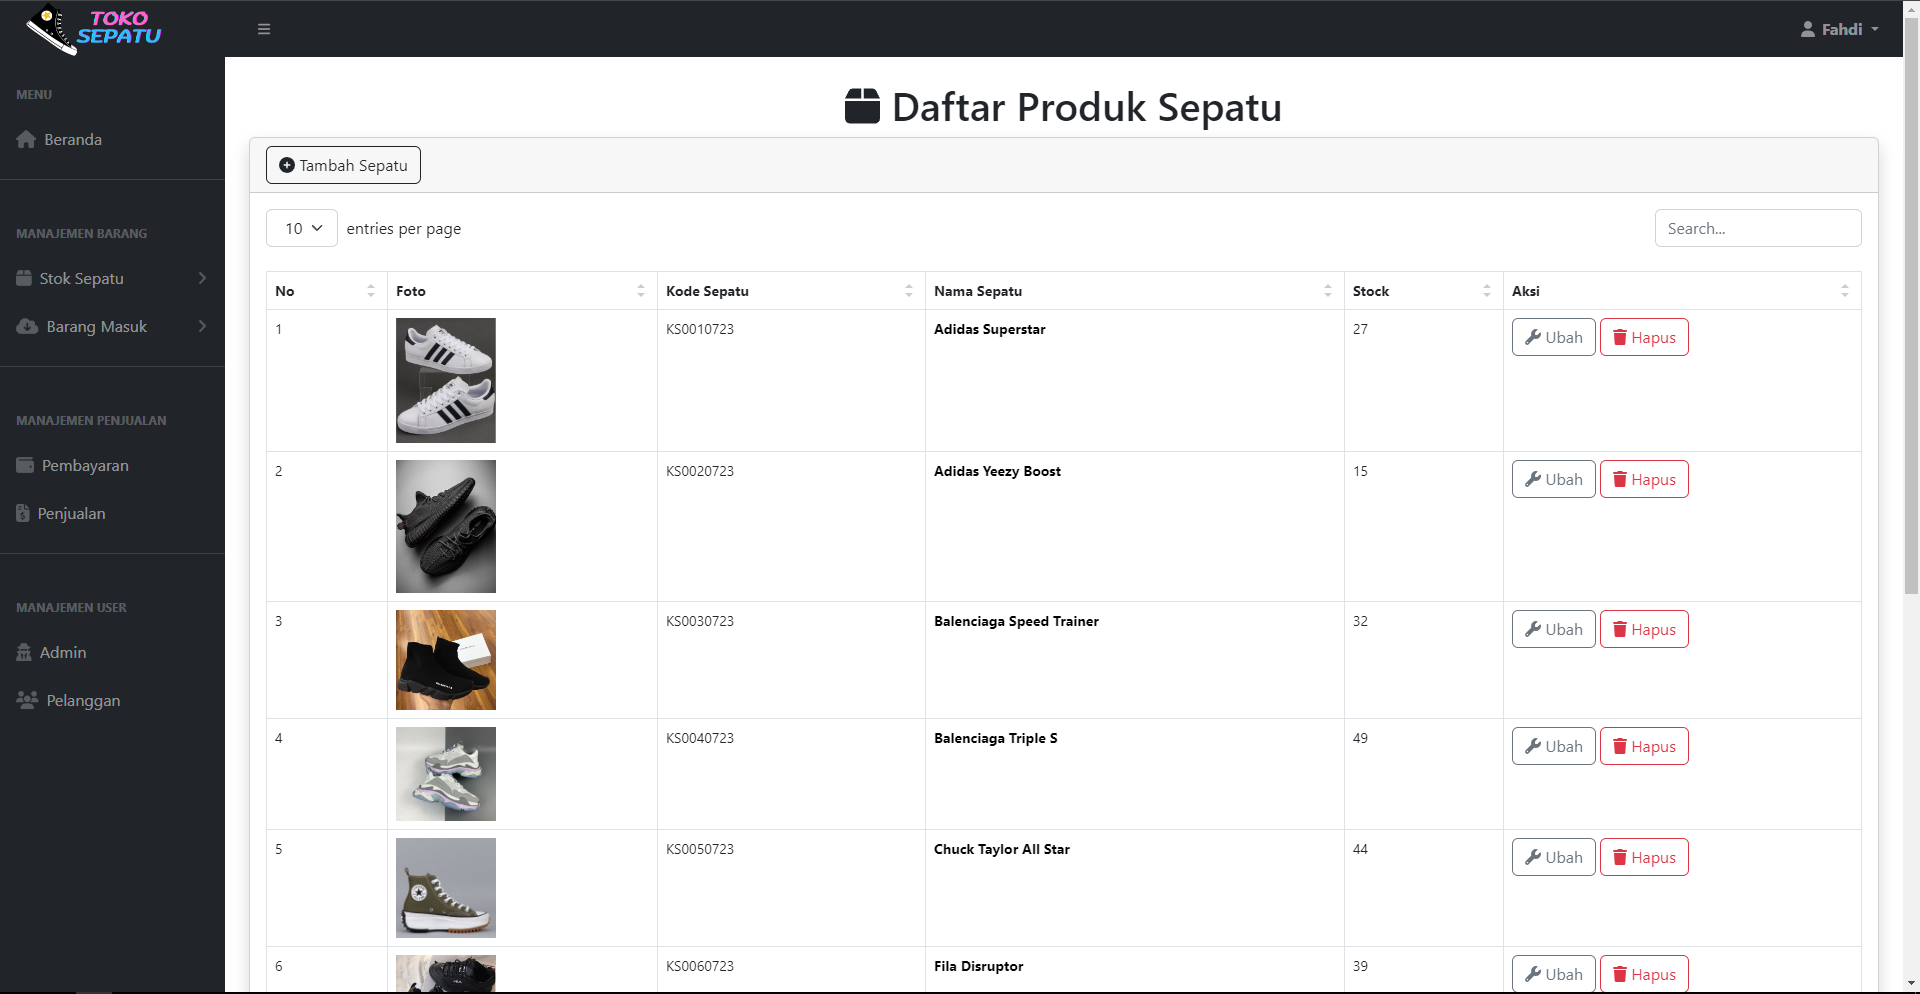 TOKO
SEPATU
Fahdi
MENU
Beranda
MANAJEMEN BARANG
Stok Sepatu
Barang Masuk
MANAJEMEN PENJUALAN
Pembayaran
Penjualan
MANAJEMEN USER
Admin
Pelanggan
Daftar Produk Sepatu
Tambah Sepatu
10 entries per page
Search...
No Foto Kode Sepatu Nama Sepatu Stock Aksi
1 KS0010723 Adidas Superstar 27 Ubah Hapus
2 KS0020723 Adidas Yeezy Boost 15 Ubah Hapus
3 KS0030723 Balenciaga Speed Trainer 32 Ubah Hapus
4 KS0040723 Balenciaga Triple S 49 Ubah Hapus
5 KS0050723 Chuck Taylor All Star 44 Ubah Hapus
6 KS0060723 Fila Disruptor 39 Ubah Hapus